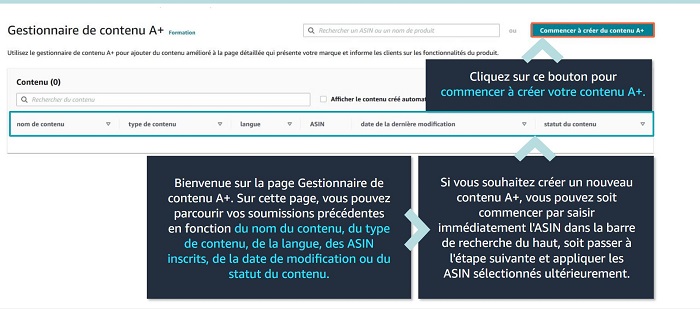 Gestionnaire de contenu A+ Formation
Rechercher un ASIN ou un nom de produit
ou
Commencer à créer du contenu A+
Utilisez le gestionnaire de contenu A+ pour ajouter du contenu amélioré à la page détaillée qui présente votre marque et informe les clients sur les fonctionnalités du produit.
Cliquez sur ce bouton pour
commencer à créer votre contenu A+.
Contenu (0)
Rechercher du contenu
Afficher le contenu créé automat
nom de contenu
type de contenu
langue
ASIN
date de la dernière modification
statut du contenu
Bienvenue sur la page Gestionnaire de
contenu A+. Sur cette page, vous pouvez
parcourir vos soumissions précédentes
en fonction du nom du contenu, du type
de contenu, de la langue, des ASIN
inscrits, de la date de modification ou du
statut du contenu.
Si vous souhaitez créer un nouveau
contenu A+, vous pouvez soit
commencer par saisir
immédiatement l'ASIN dans la barre
de recherche du haut, soit passer à
l'étape suivante et appliquer les
ASIN sélectionnés ultérieurement.